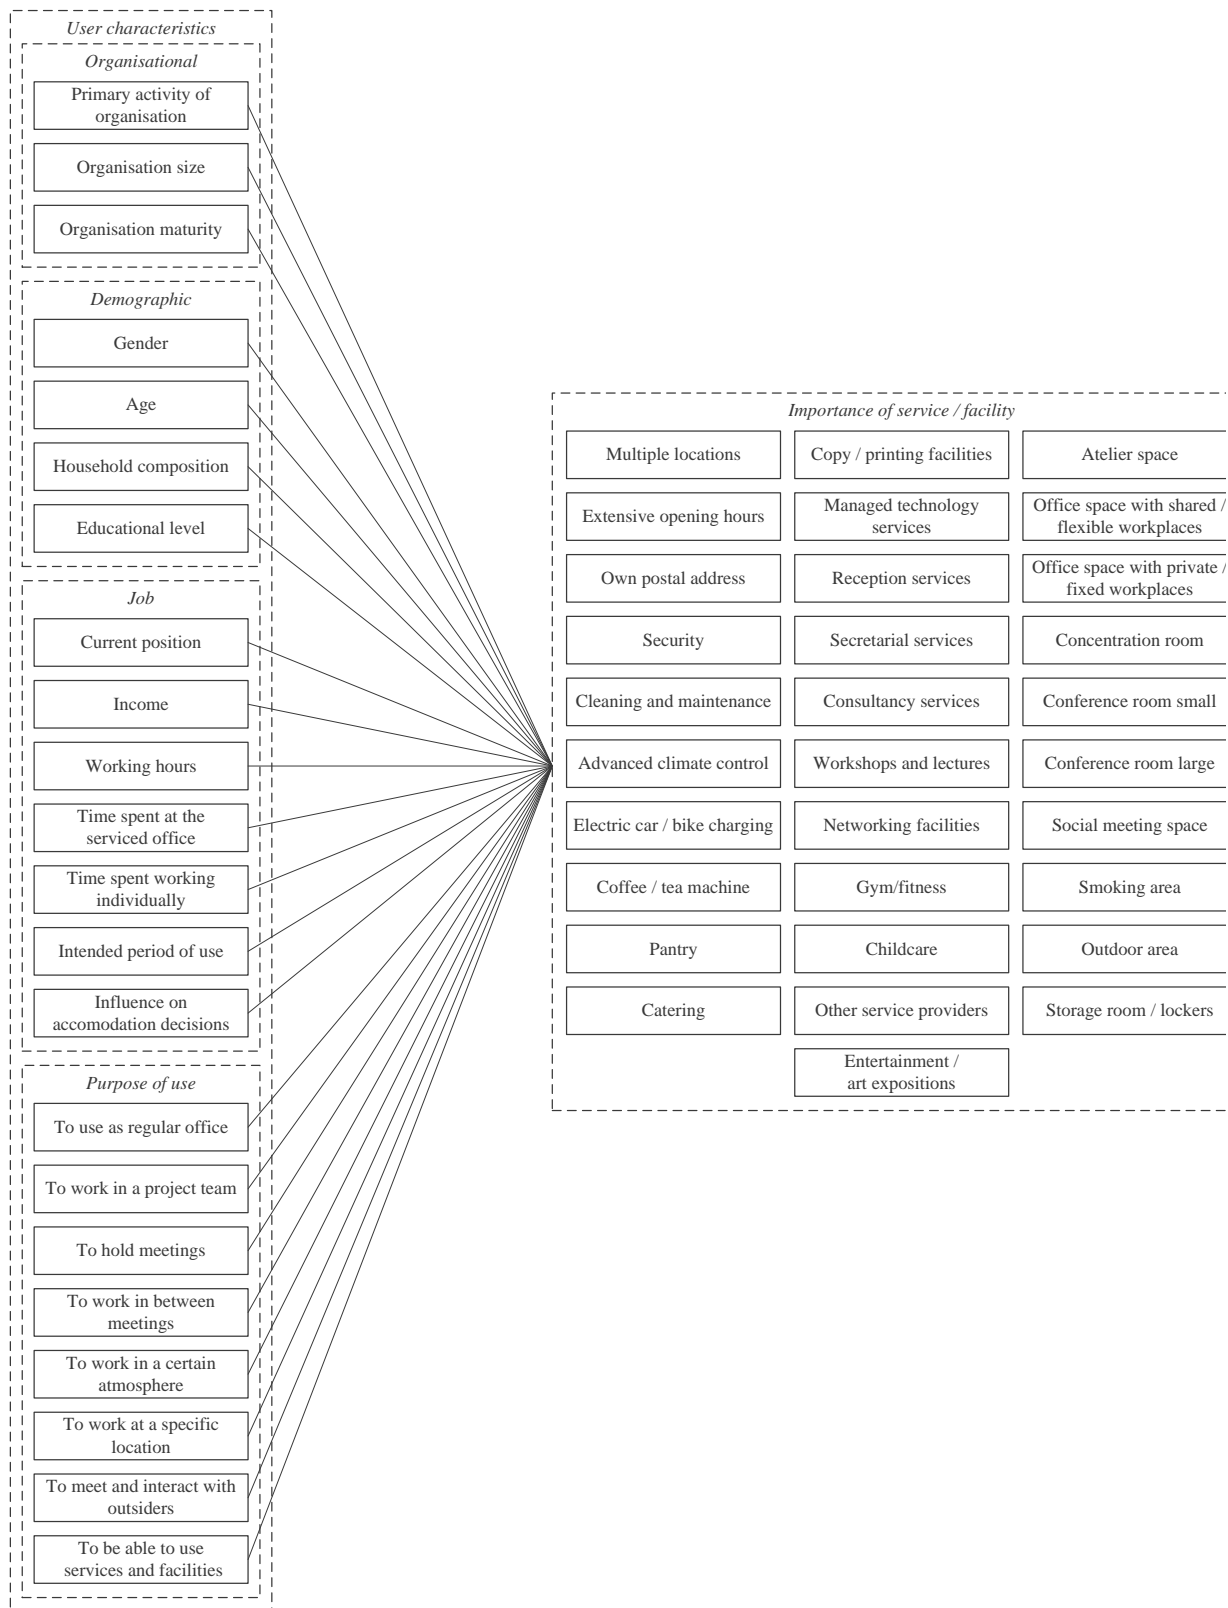 User characteristics
Organisational
Primary activity of
organisation
Organisation size
Organisation maturity
Demographic
Gender
Age
Household composition
Educational level
Job
Current position
Income
Working hours
Time spent at the
serviced office
Time spent working
individually
Intended period of use
Influence on
accomodation decisions
Purpose of use
To use as regular office
To work in a project team
To hold meetings
To work in between
meetings
To work in a certain
atmosphere
To work at a specific
location
To meet and interact with
outsiders
To be able to use
services and facilities
Importance of service / facility
Multiple locations
Extensive opening hours
Own postal address
Security
Cleaning and maintenance
Advanced climate control
Electric car / bike charging
Coffee / tea machine
Pantry
Catering
Copy / printing facilities
Managed technology
services
Reception services
Secretarial services
Consultancy services
Workshops and lectures
Networking facilities
Gym/fitness
Childcare
Other service providers
Entertainment /
art expositions
Atelier space
Office space with shared /
flexible workplaces
Office space with private /
fixed workplaces
Concentration room
Conference room small
Conference room large
Social meeting space
Smoking area
Outdoor area
Storage room / lockers